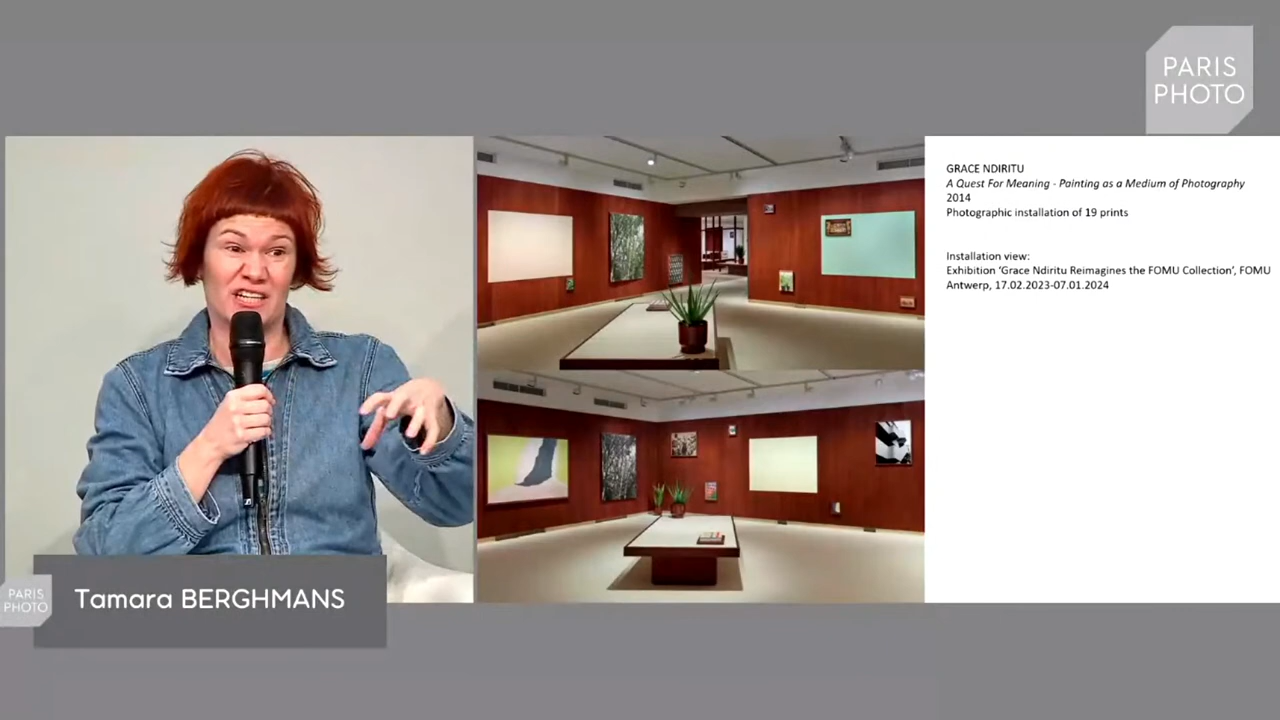 PARIS
PHOTO
GRACE NDIRITU
A Quest For Meaning - Painting as a Medium of Photography
2014
Photographic installation of 19 prints
Installation view:
Exhibition ‘Grace Ndiritu Reimagines the FOMU Collection’, FOMU
Antwerp, 17.02.2023-07.01.2024
PARIS
PHOTO
Tamara BERGHMANS